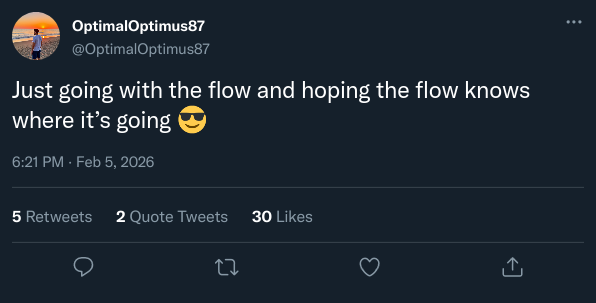 OptimalOptimus87
@OptimalOptimus87
Just going with the flow and hoping the flow knows
where it’s going 😎
6:21 PM · Feb 5, 2026
5 Retweets 2 Quote Tweets 30 Likes